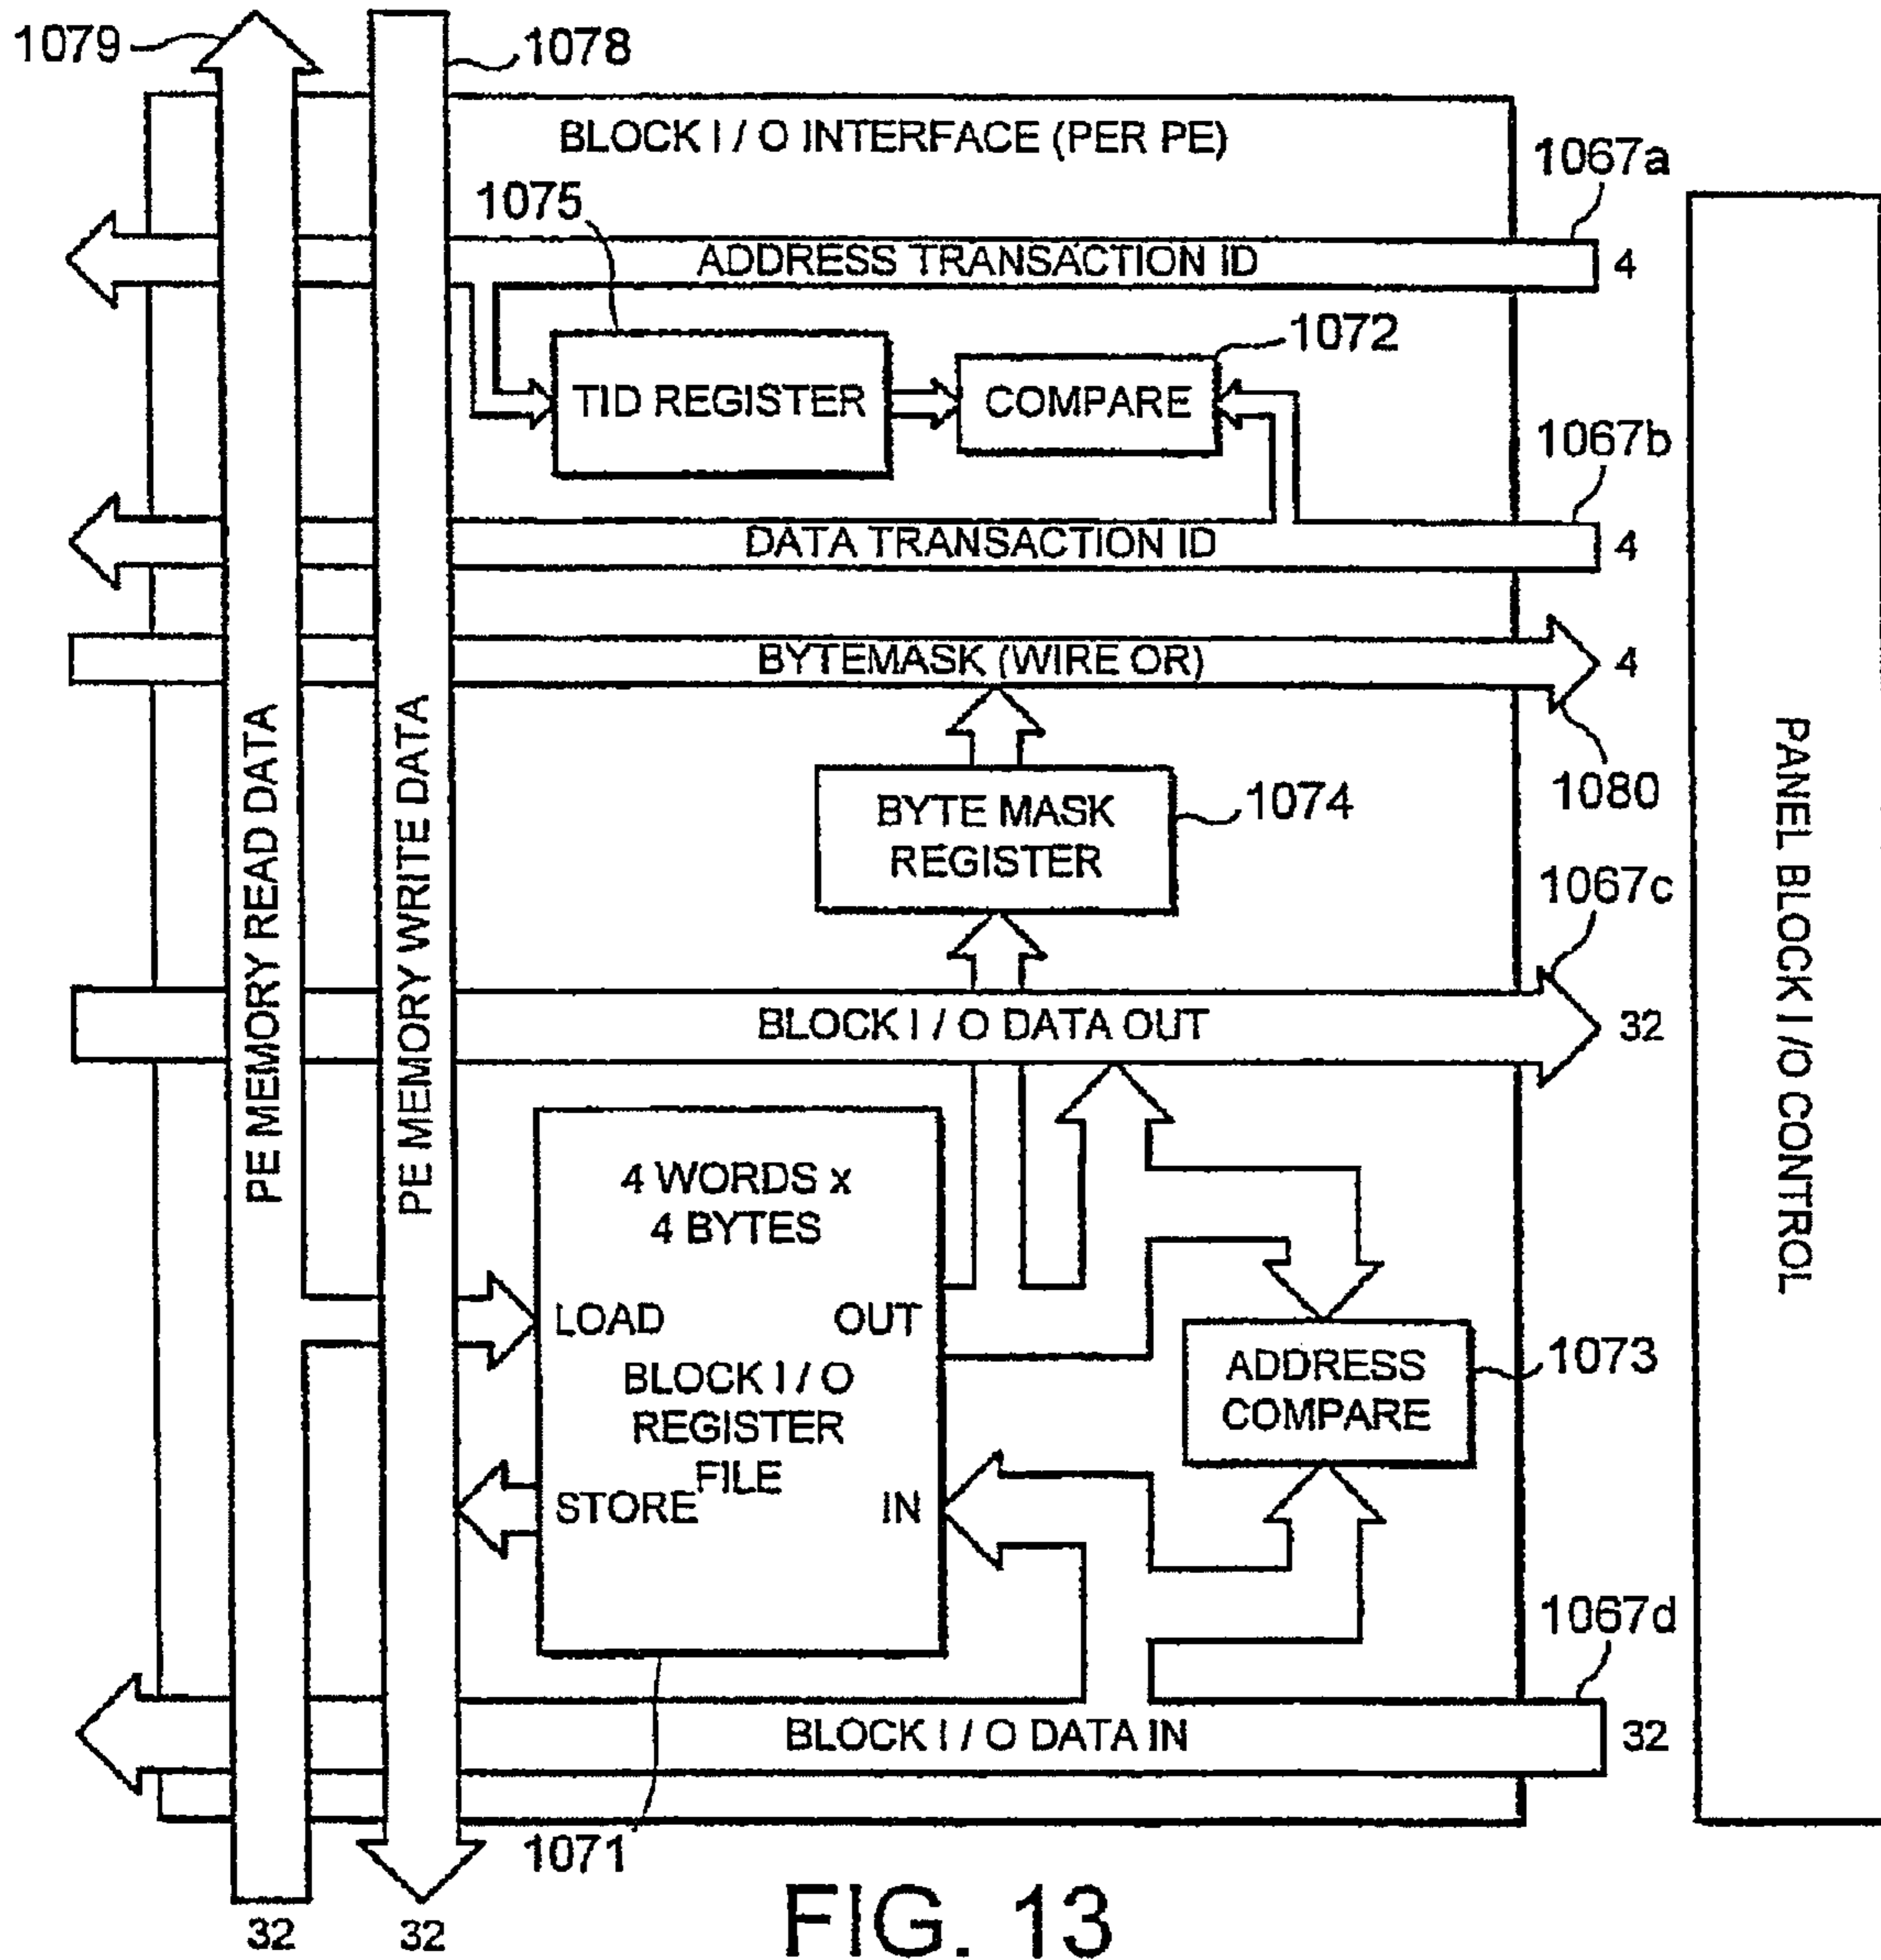 1079
1078
BLOCK I / O INTERFACE (PER PE)
1067a
1075
ADDRESS TRANSACTION ID
4
1072
TID REGISTER
COMPARE
1067b
DATA TRANSACTION ID
4
BYTEMASK (WIRE OR)
4
1080
BYTE MASK
REGISTER
1074
1067c
PE MEMORY READ DATA
PE MEMORY WRITE DATA
PANEL BLOCK I /O CONTROL
BLOCK I / O DATA OUT
32
4 WORDS x
4 BYTES
LOAD
OUT
BLOCK I / O
REGISTER
FILE
STORE
IN
ADDRESS
COMPARE
1073
1067d
BLOCK I / O DATA IN
32
1071
32
32
FIG. 13